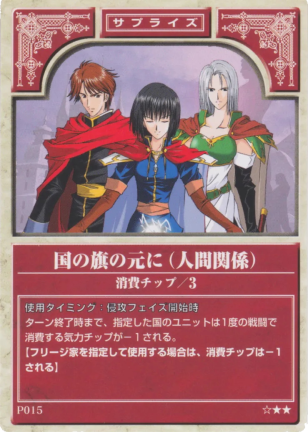 サプライズ
国の旗の元に(人間関係)
消費チップ/3
使用タイミング:侵攻フェイズ開始時
ターン終了時まで、指定した国のユニットは1度の戦闘で
消費する気力チップが-1される。
【フリージ家を指定して使用する場合は、消費チップは-1
される】
P015
☆★★